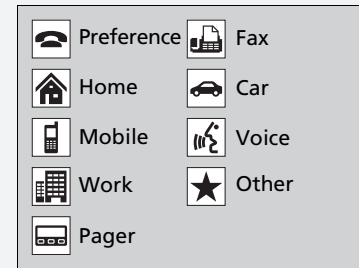 Preference Fax
Home Car
Mobile Voice
Work Other
Pager